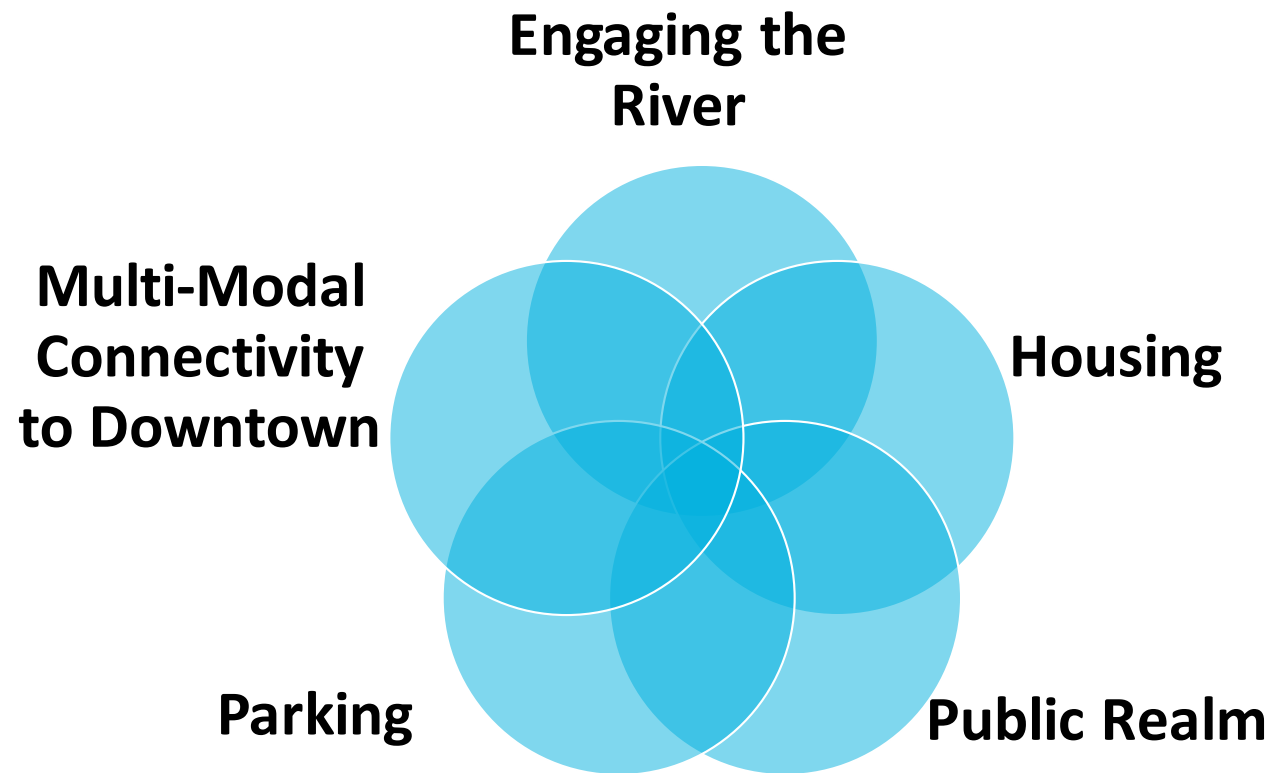 Engaging the
River
Multi-Modal
Connectivity
to Downtown
Housing
Parking
Public Realm